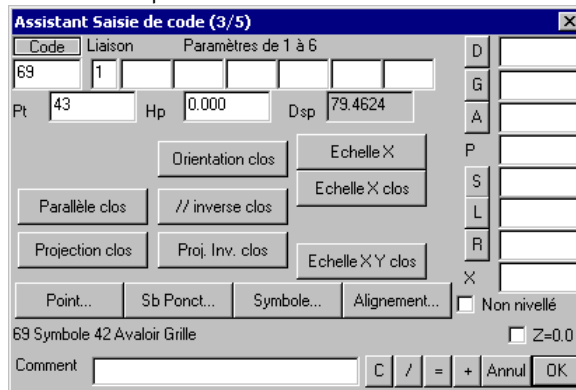 Assistant Saisie de code (3/5)
Code Liaison Paramètres de 1 à 6 D
69 1 G
Pt 43 Hp 0.000 Dsp 79.4624 A
Orientation clos Echelle X P
Echelle X clos S
Parallèle clos // inverse clos L
Projection clos Proj. Inv. clos R
Echelle X Y clos X
Point... Sb Ponct... Symbole... Alignement... Non nivellé
69 Symbole 42 Avaloir Grille Z=0.0
Comment C / = + Annul OK